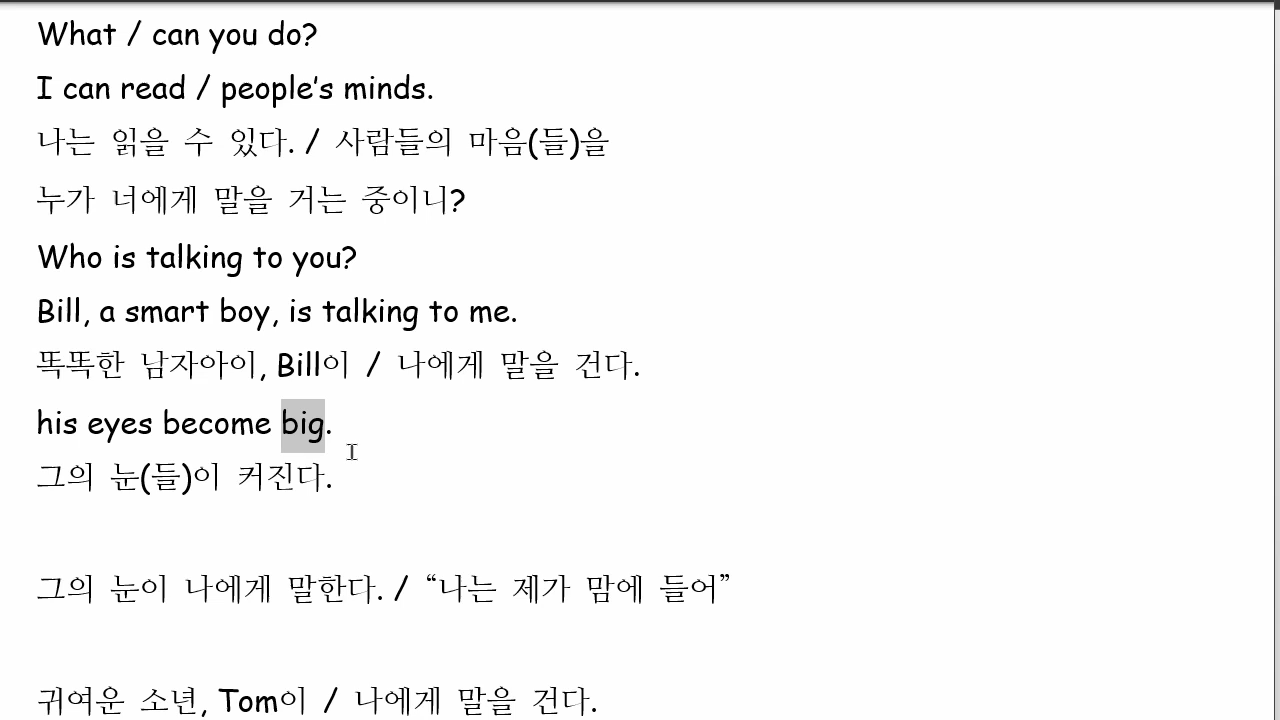 What / can you do?
I can read / people's minds.
나는 읽을 수 있다. / 사람들의 마음(들)을
누가 너에게 말을 거는 중이니?
Who is talking to you?
Bill, a smart boy, is talking to me.
똑똑한 남자아이, Bill이 / 나에게 말을 건다.
his eyes become big.
그의 눈(들)이 커진다.
그의 눈이 나에게 말한다. / “나는 제가 맘에 들어”
귀여운 소년, Tom이 / 나에게 말을 건다.